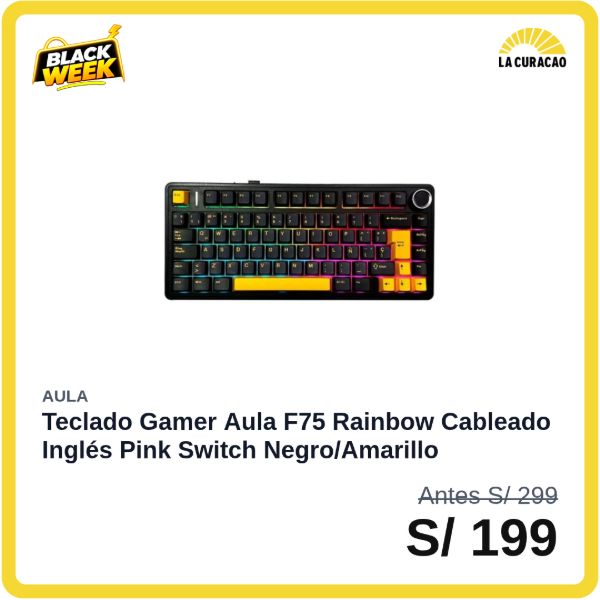 BLACK
WEEK
LA CURACAO
AULA
Teclado Gamer Aula F75 Rainbow Cableado
Inglés Pink Switch Negro/Amarillo
Antes S/ 299
S/ 199